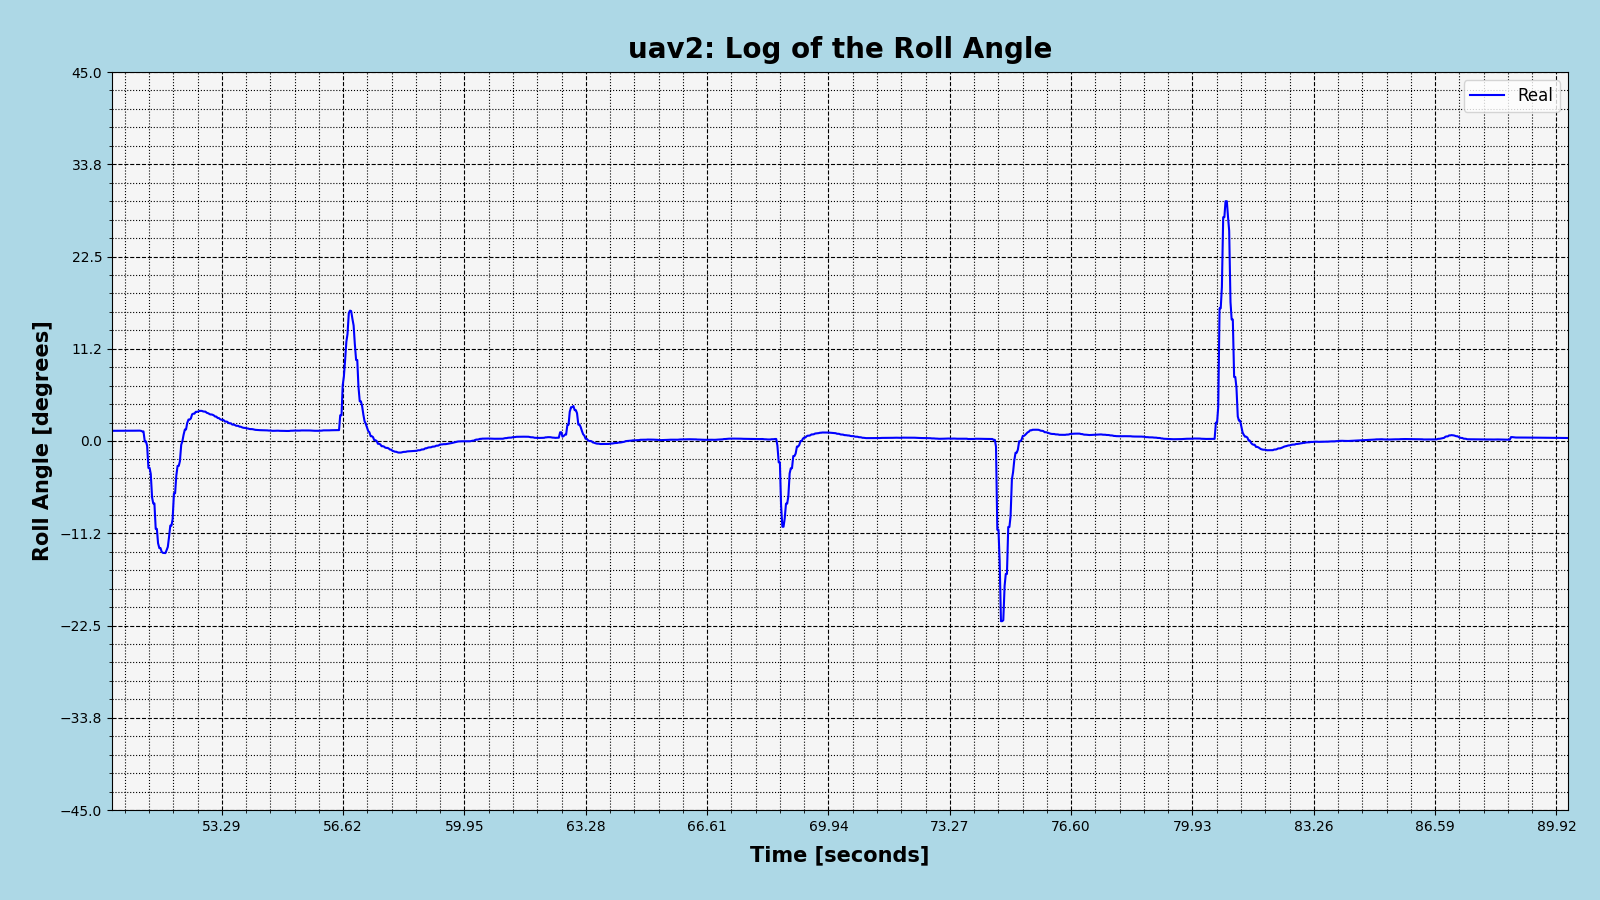 uav2: Log of the Roll Angle
Real
Roll Angle [degrees]
45.0
33.8
22.5
11.2
0.0
−11.2
−22.5
−33.8
−45.0
53.29 56.62 59.95 63.28 66.61 69.94 73.27 76.60 79.93 83.26 86.59 89.92
Time [seconds]